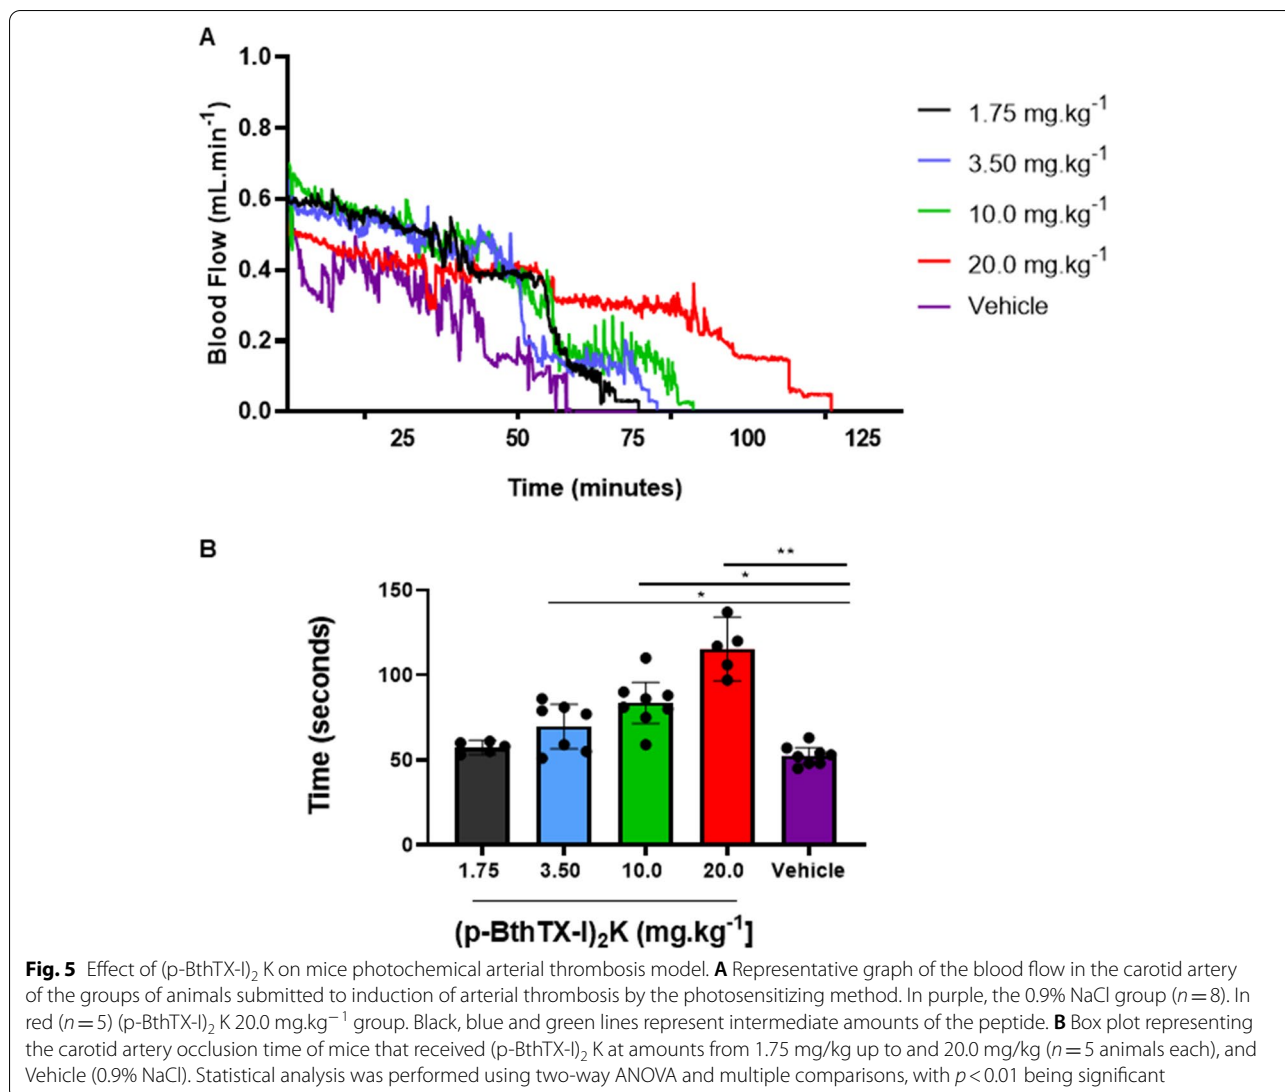 A
1.0
0.8
0.6
0.4
0.2
0.0
Blood Flow (mL.min⁻¹)
25 50 75 100 125
Time (minutes)
1.75 mg.kg⁻¹
3.50 mg.kg⁻¹
10.0 mg.kg⁻¹
20.0 mg.kg⁻¹
Vehicle
B
**
*
*
150
100
50
0
Time (seconds)
1.75 3.50 10.0 20.0 Vehicle
(p-BthTX-I)₂K (mg.kg⁻¹]
Fig. 5 Effect of (p-BthTX-I)₂ K on mice photochemical arterial thrombosis model. A Representative graph of the blood flow in the carotid artery
of the groups of animals submitted to induction of arterial thrombosis by the photosensitizing method. In purple, the 0.9% NaCl group (n = 8). In
red (n = 5) (p-BthTX-I)₂ K 20.0 mg.kg⁻¹ group. Black, blue and green lines represent intermediate amounts of the peptide. B Box plot representing
the carotid artery occlusion time of mice that received (p-BthTX-I)₂ K at amounts from 1.75 mg/kg up to and 20.0 mg/kg (n = 5 animals each), and
Vehicle (0.9% NaCl). Statistical analysis was performed using two-way ANOVA and multiple comparisons, with p < 0.01 being significant